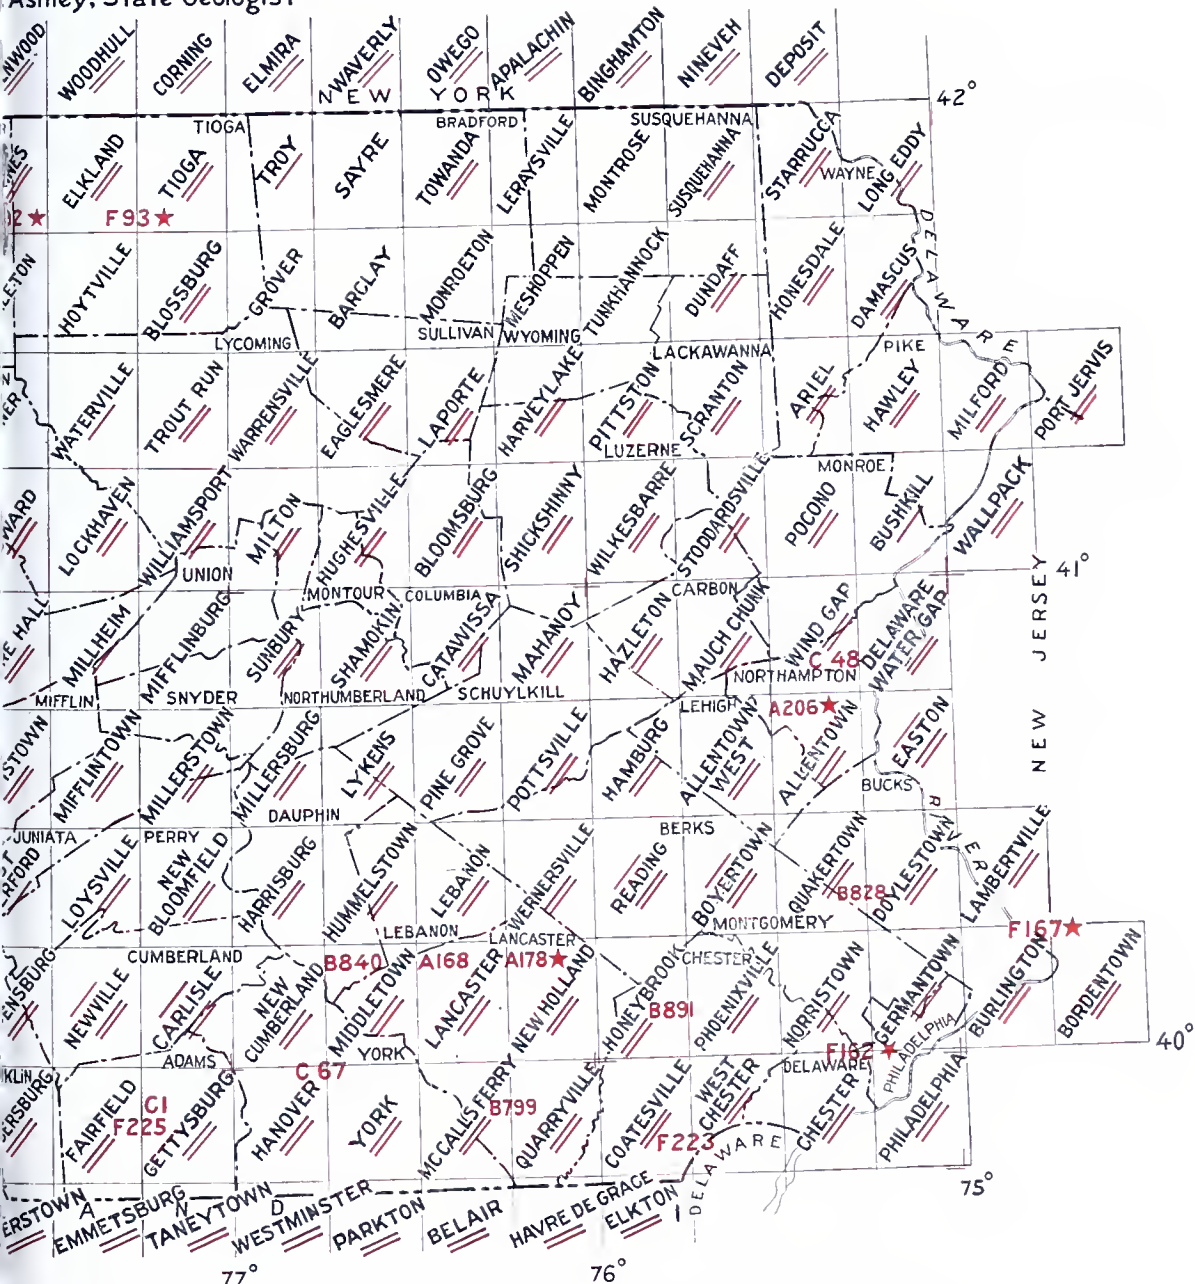 Ashley, State Geologist
WOODHULL
CORNING
ELMIRA
WAVERLY
OWEGO
APALACHIN
BINGHAMTON
NINEVEH
DEPOSIT
NEW YORK
42°
TIOGA
BRADFORD
SUSQUEHANNA
ELKLAND
TIOGA
TROY
SAYRE
TOWANDA
LERAYSVILLE
MONTROSE
SUSQUEHANNA
STARRUCCA
WAYNE
LONG EDDY
F93
DELAWARE
HOYTVILLE
BLOSSBURG
GROVER
BARCLAY
MONROETON
MESHOPPEN
TUNKHANNOCK
DUNDAFF
HONESDALE
DAMASCUS
LYCOMING
SULLIVAN
WYOMING
LACKAWANNA
PIKE
WATERVILLE
TROUT RUN
WARRENSVILLE
EAGLESMERE
LAPORTE
HARVEYLAKE
PITTSTON
SCRANTON
ARIEL
HAWLEY
MILFORD
PORT JERVIS
LUZERNE
MONROE
LOCKHAVEN
WILLIAMSPORT
MILTON
HUGHESVILLE
BLOOMSBURG
SHICKSHINNY
WILKESBARRE
STODDARDSVILLE
POCONO
BUSHKILL
WALLPACK
41°
UNION
MONTOUR
COLUMBIA
CARBON
NEW JERSEY
MILLHEIM
MIFFLINBURG
SUNBURY
SHAMOKIN
CATAWISSA
MAHANOY
HAZLETON
MAUCH CHUNK
WIND GAP
C 48
DELAWARE
WATER GAP
MIFFLIN
SNYDER
NORTHUMBERLAND
SCHUYLKILL
NORTHAMPTON
LEHIGH
A206
MIFFLINTOWN
MILLERSTOWN
MILLERSBURG
LYKENS
PINE GROVE
POTTSVILLE
HAMBURG
ALLENTOWN
WEST
ALLENTOWN
EASTON
BUCKS
RIVER
DAUPHIN
JUNIATA
PERRY
BERKS
LOYSVILLE
NEW
BLOOMFIELD
HARRISBURG
HUMMELSTOWN
LEBANON
WERNERSVILLE
READING
BOYERTOWN
QUAKERTOWN
B828
DOYLESTOWN
LAMBERTVILLE
MONTGOMERY
F167
LEBANON
LANCASTER
CUMBERLAND
B840
A168
A178
CHESTER
NEWVILLE
CARLISLE
NEW
CUMBERLAND
MIDDLETOWN
LANCASTER
NEW HOLLAND
HONEYBROOK
B891
PHOENIXVILLE
NORRISTOWN
GERMANTOWN
BURLINGTON
BORDENTOWN
40°
ADAMS
YORK
F162
DELAWARE
PHILADELPHIA
C 67
C1
F225
FAIRFIELD
GETTYSBURG
HANOVER
YORK
MCCALLS FERRY
B799
QUARRYVILLE
COATESVILLE
WEST
CHESTER
F223
CHESTER
PHILADELPHIA
DELAWARE
75°
A N D
EMMETSBURG
TANEYTOWN
WESTMINSTER
PARKTON
BELAIR
HAVRE DE GRACE
ELKTON
77°
76°